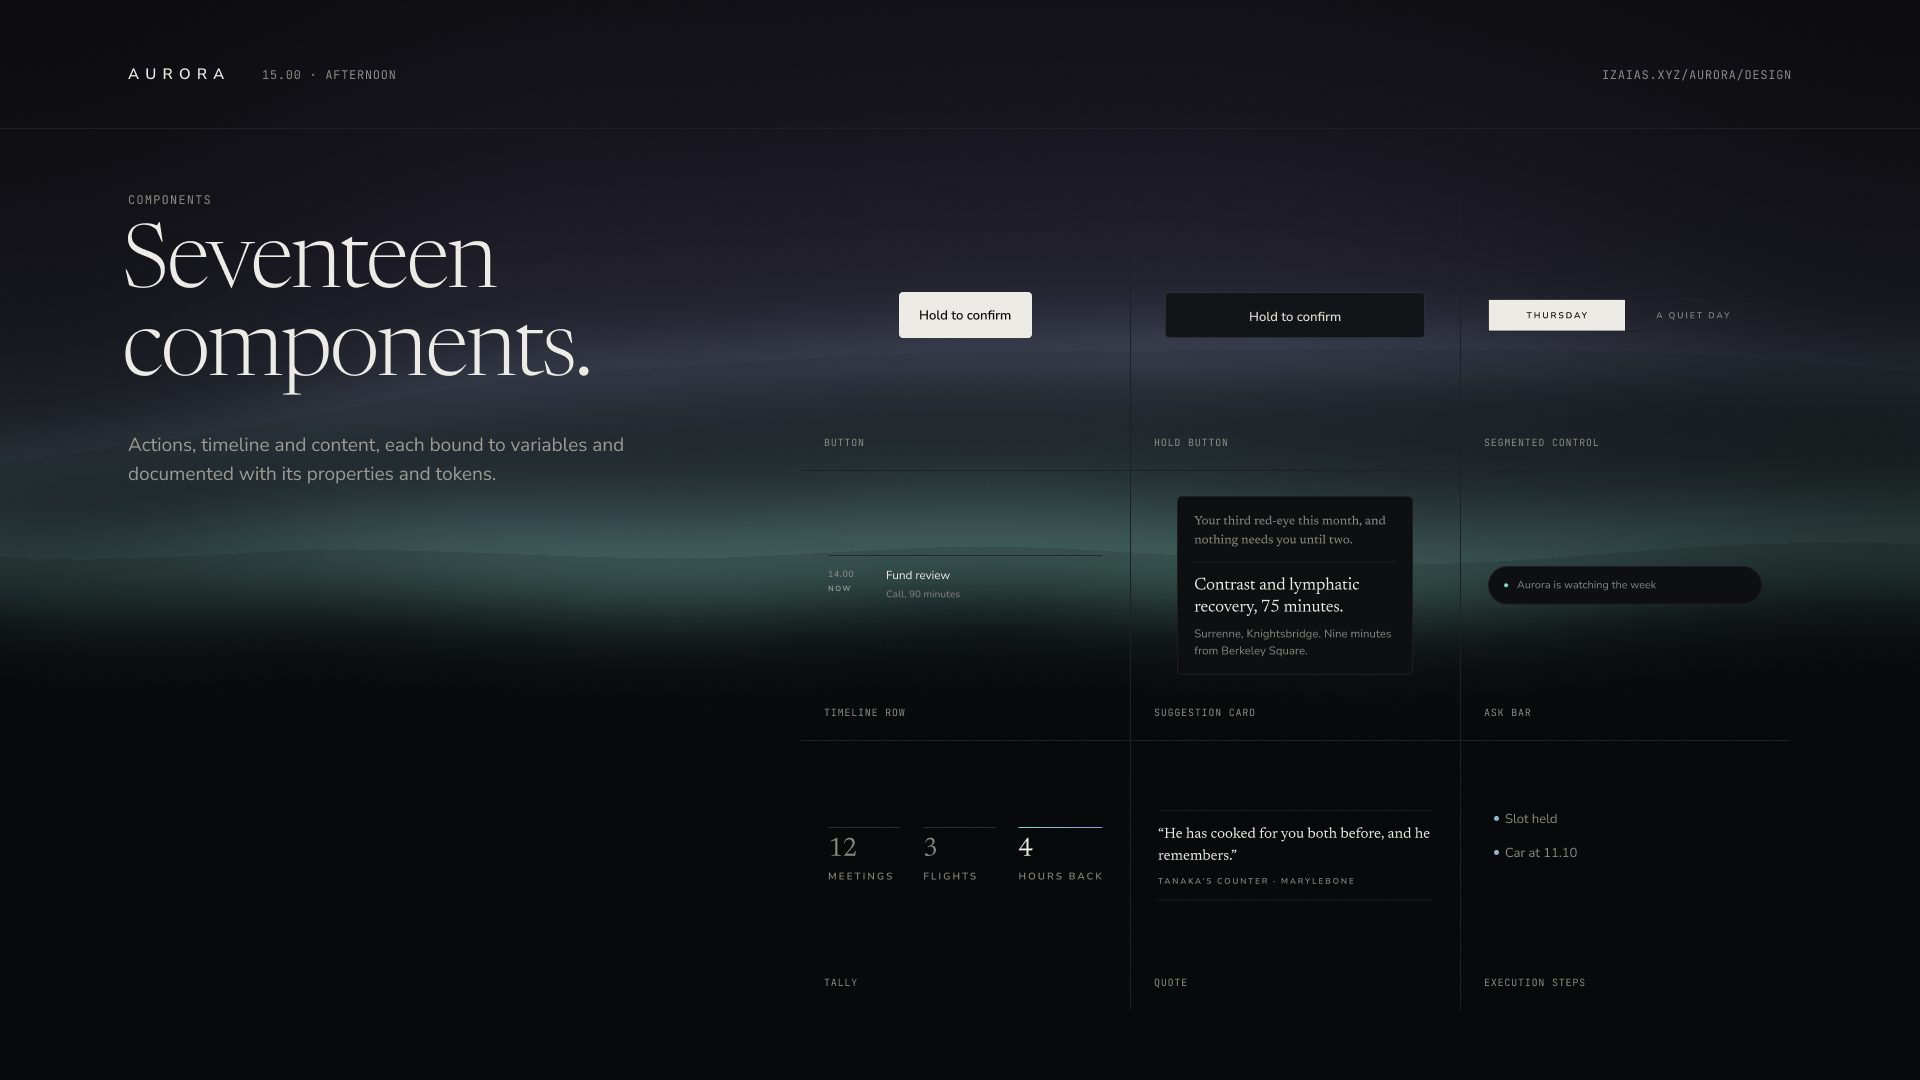 AURORA
15.00 · AFTERNOON
IZAIAS.XYZ/AURORA/DESIGN
COMPONENTS
Seventeen
components.
Actions, timeline and content, each bound to variables and
documented with its properties and tokens.
Hold to confirm
BUTTON
Hold to confirm
HOLD BUTTON
THURSDAY
A QUIET DAY
SEGMENTED CONTROL
14.00
NOW
Fund review
Call, 90 minutes
TIMELINE ROW
Your third red-eye this month, and
nothing needs you until two.
Contrast and lymphatic
recovery, 75 minutes.
Surrenne, Knightsbridge. Nine minutes
from Berkeley Square.
SUGGESTION CARD
Aurora is watching the week
ASK BAR
12
MEETINGS
3
FLIGHTS
4
HOURS BACK
TALLY
“He has cooked for you both before, and he
remembers.”
TANAKA'S COUNTER · MARYLEBONE
QUOTE
Slot held
Car at 11.10
EXECUTION STEPS